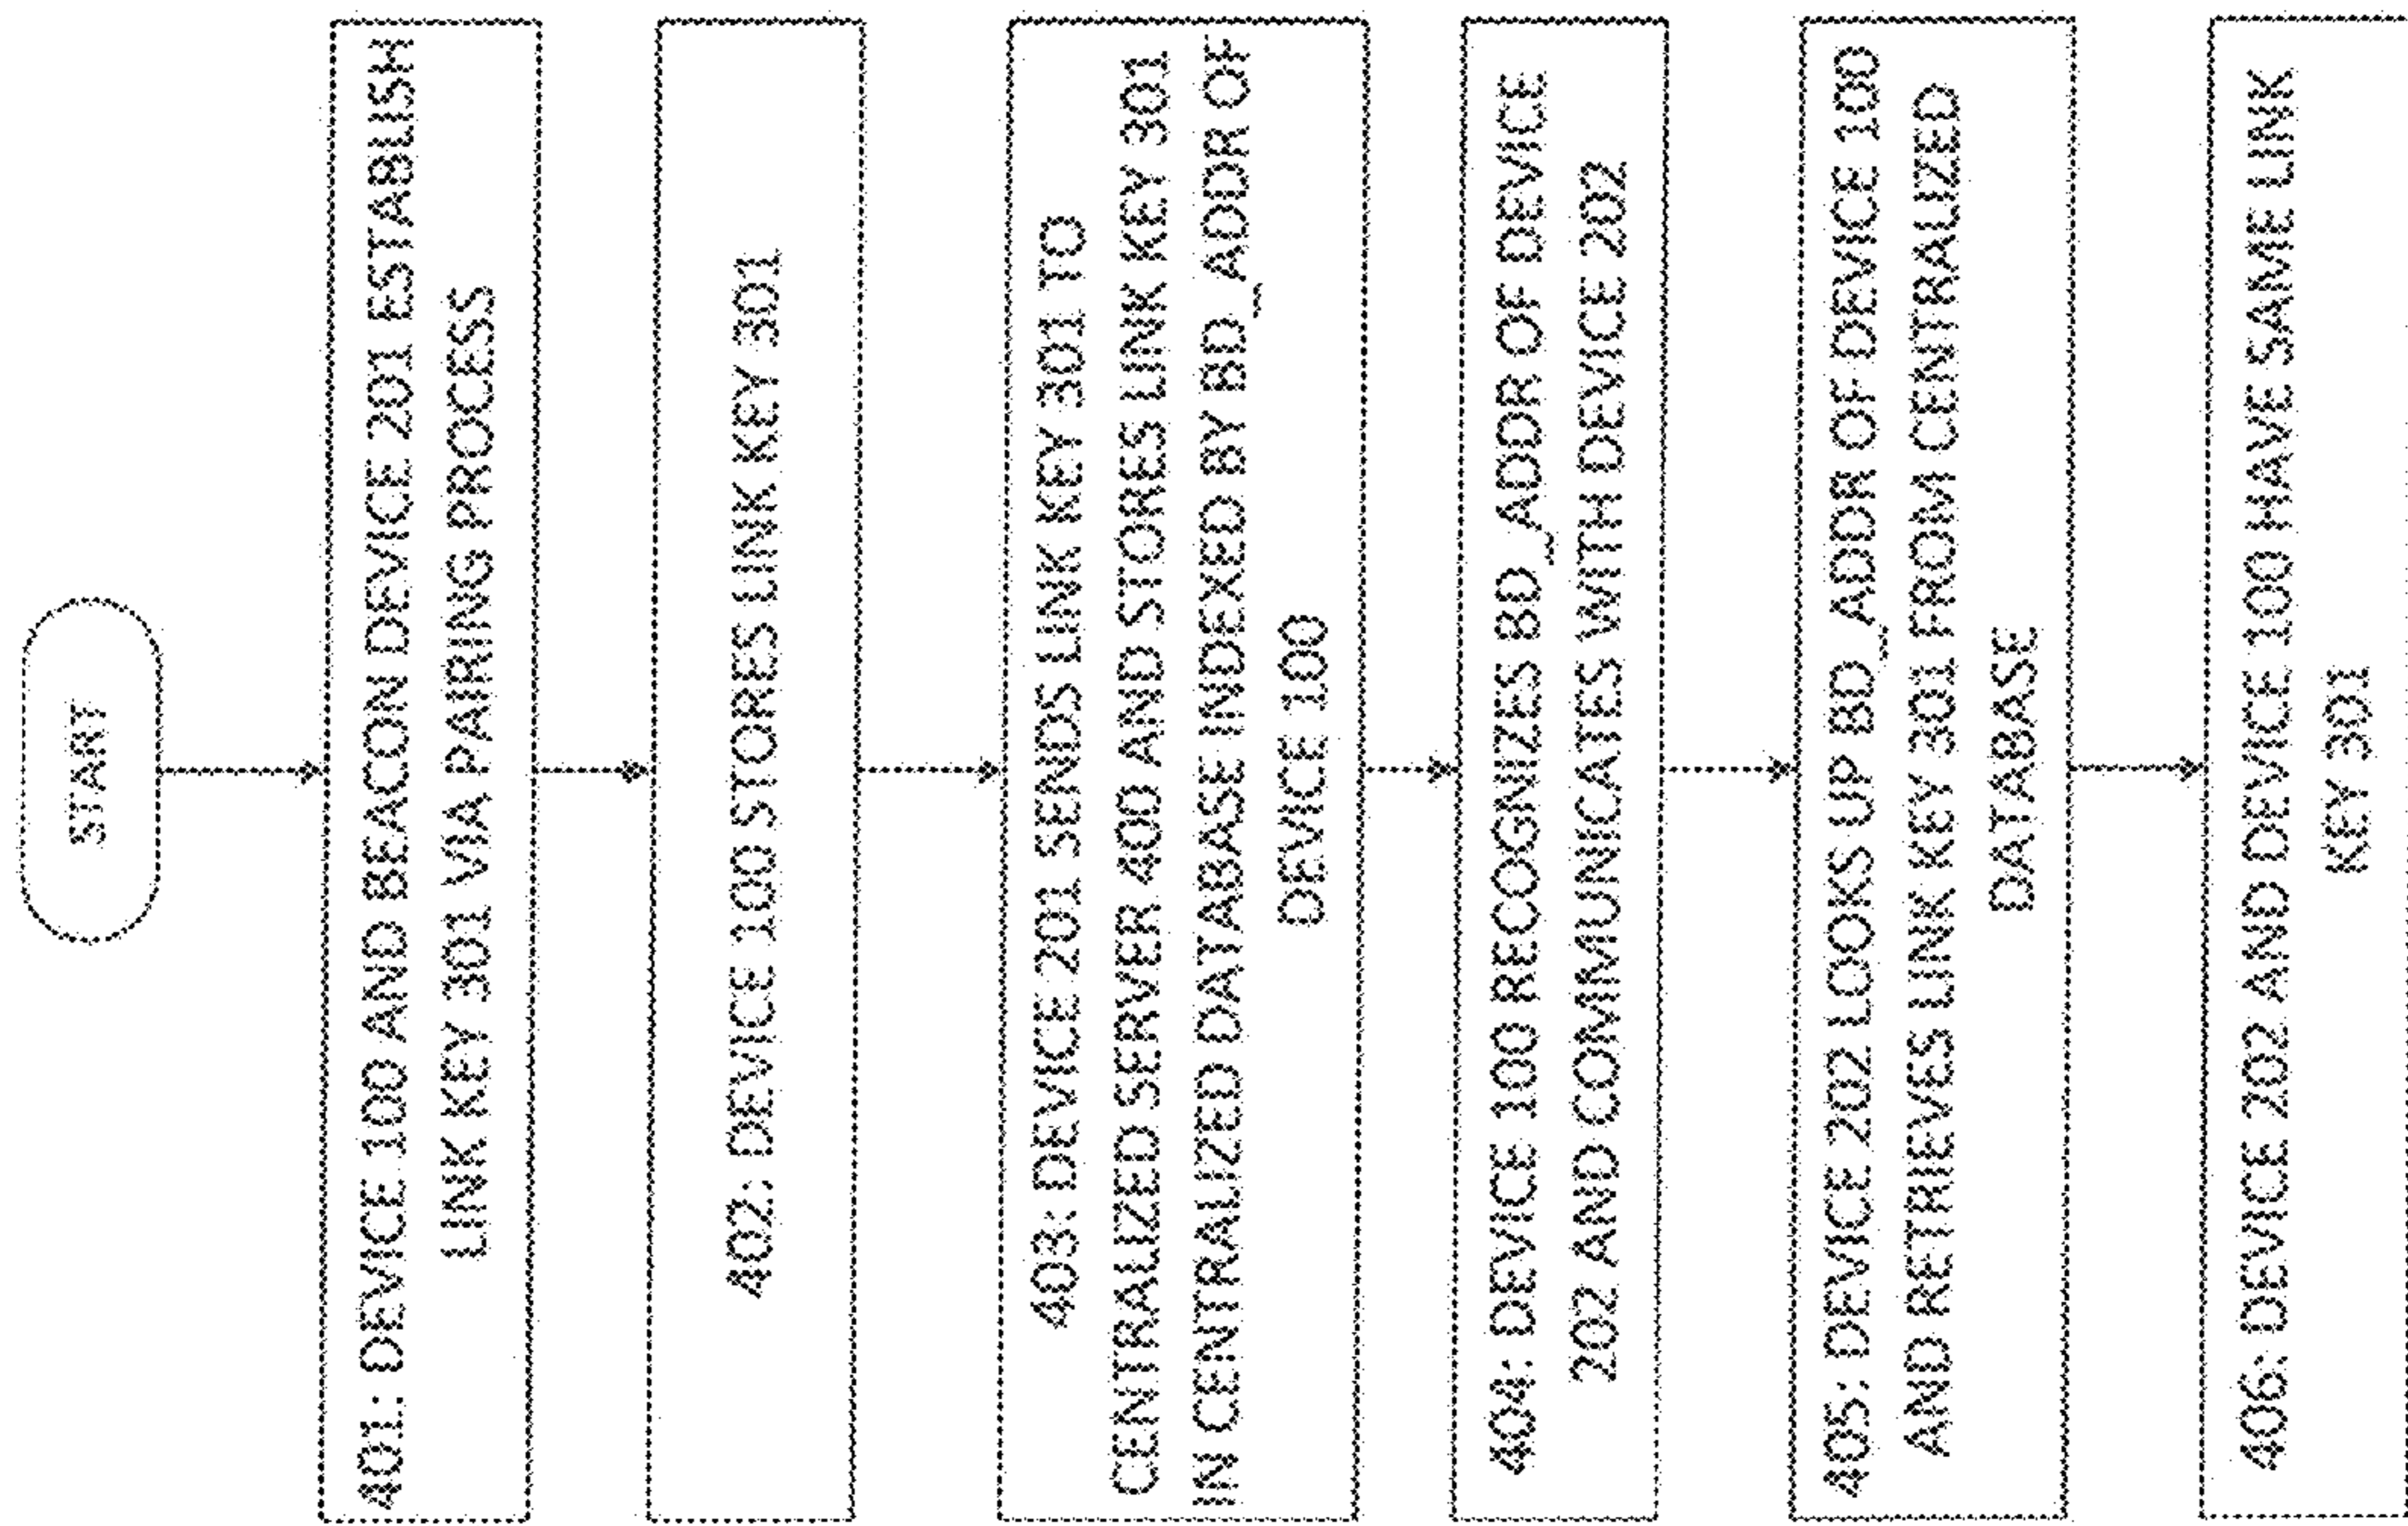 START
401: DEVICE 100 AND BEACON DEVICE 201 ESTABLISH
LINK KEY 301 VIA PAIRING PROCESS
402: DEVICE 100 STORES LINK KEY 301
403: DEVICE 201 SENDS LINK KEY 301 TO
CENTRALIZED SERVER 400 AND STORES LINK KEY 301
IN CENTRALIZED DATABASE INDEXED BY BD_ADDR OF
DEVICE 100
404: DEVICE 100 RECOGNIZES BD_ADDR OF DEVICE
202 AND COMMUNICATES WITH DEVICE 202
405: DEVICE 202 LOOKS UP BD_ADDR OF DEVICE 100
AND RETRIEVES LINK KEY 301 FROM CENTRALIZED
DATABASE
406: DEVICE 202 AND DEVICE 100 HAVE SAME LINK
KEY 301